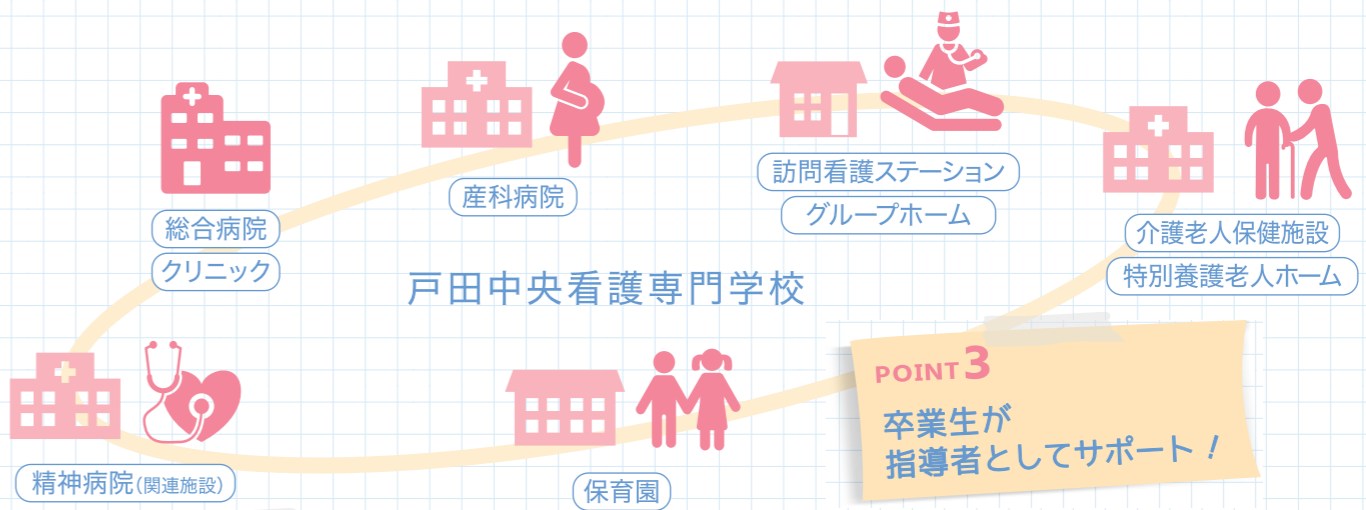 産科病院
訪問看護ステーション
グループホーム
総合病院
クリニック
介護老人保健施設
特別養護老人ホーム
戸田中央看護専門学校
POINT 3
卒業生が
指導者としてサポート！
精神病院(関連施設)
保育園